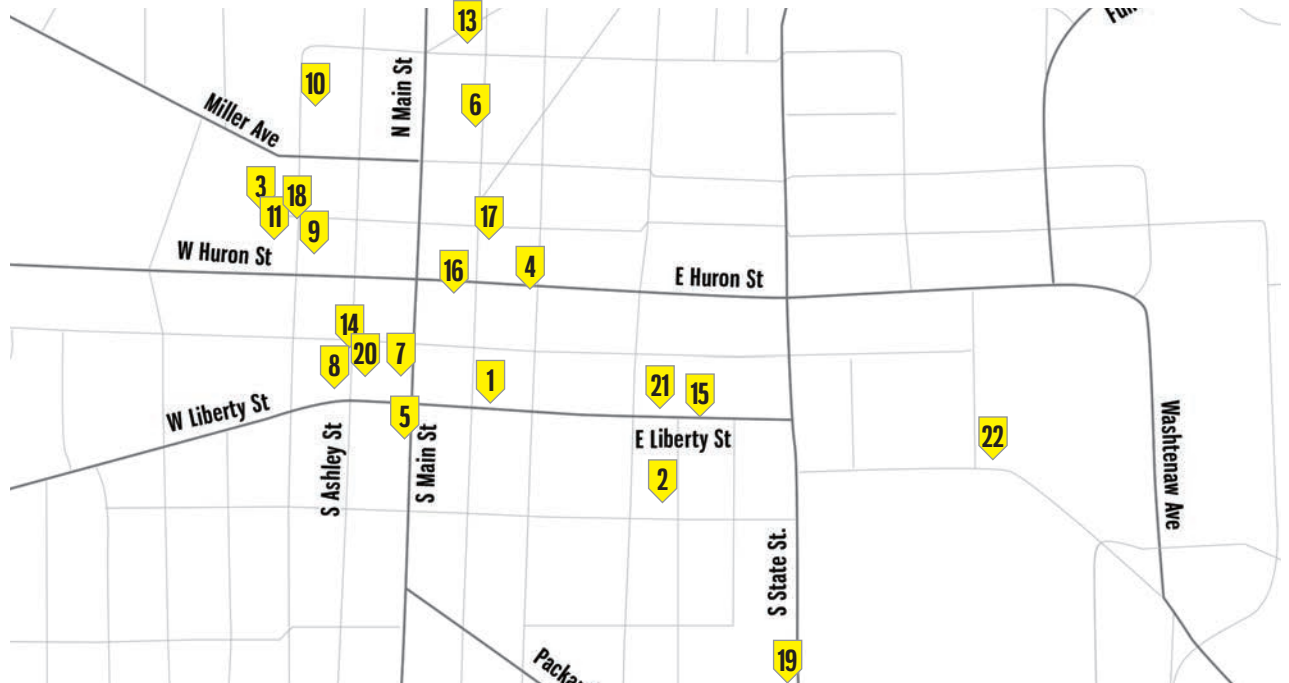 13
10
N Main St
6
Miller Ave
3
18
11
9
17
W Huron St
16
4
E Huron St
14
20
7
8
1
21
15
W Liberty St
5
E Liberty St
22
S Ashley St
S Main St
2
Washtenaw Ave
S State St.
19